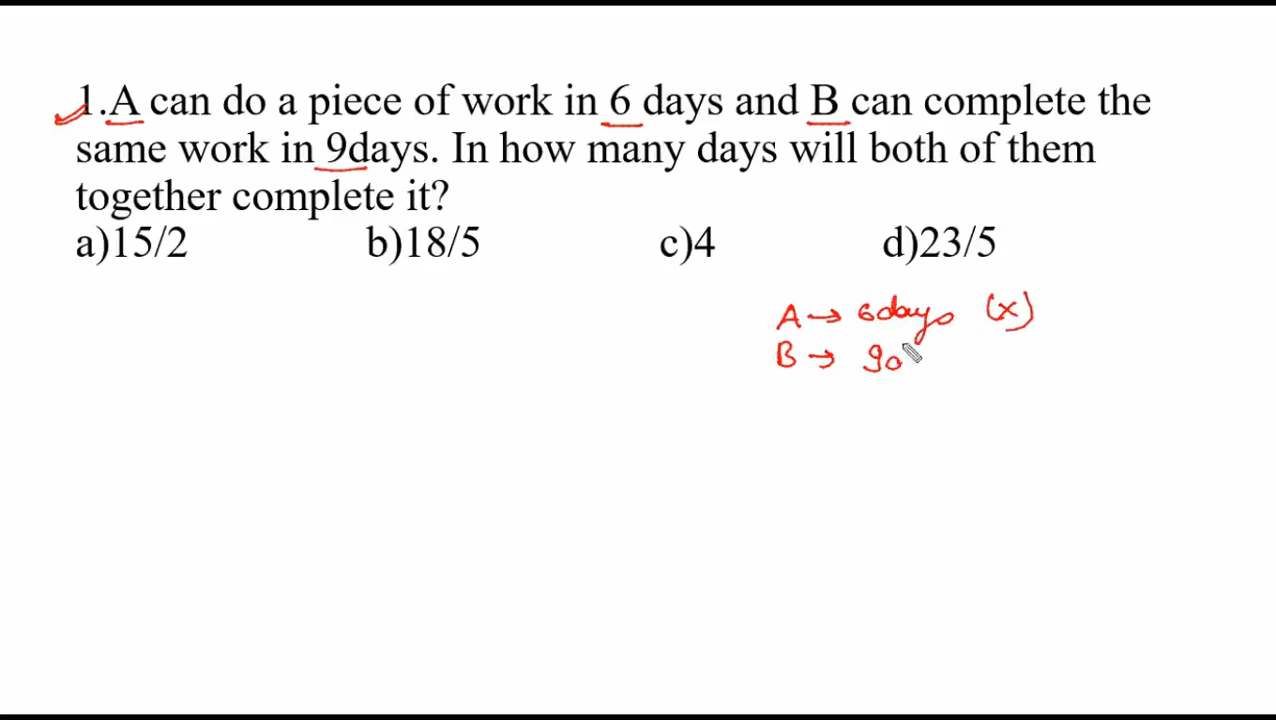 1.A can do a piece of work in 6 days and B can complete the
same work in 9days. In how many days will both of them
together complete it?
a)15/2 b)18/5 c)4 d)23/5
A → 6days (x)
B → 9